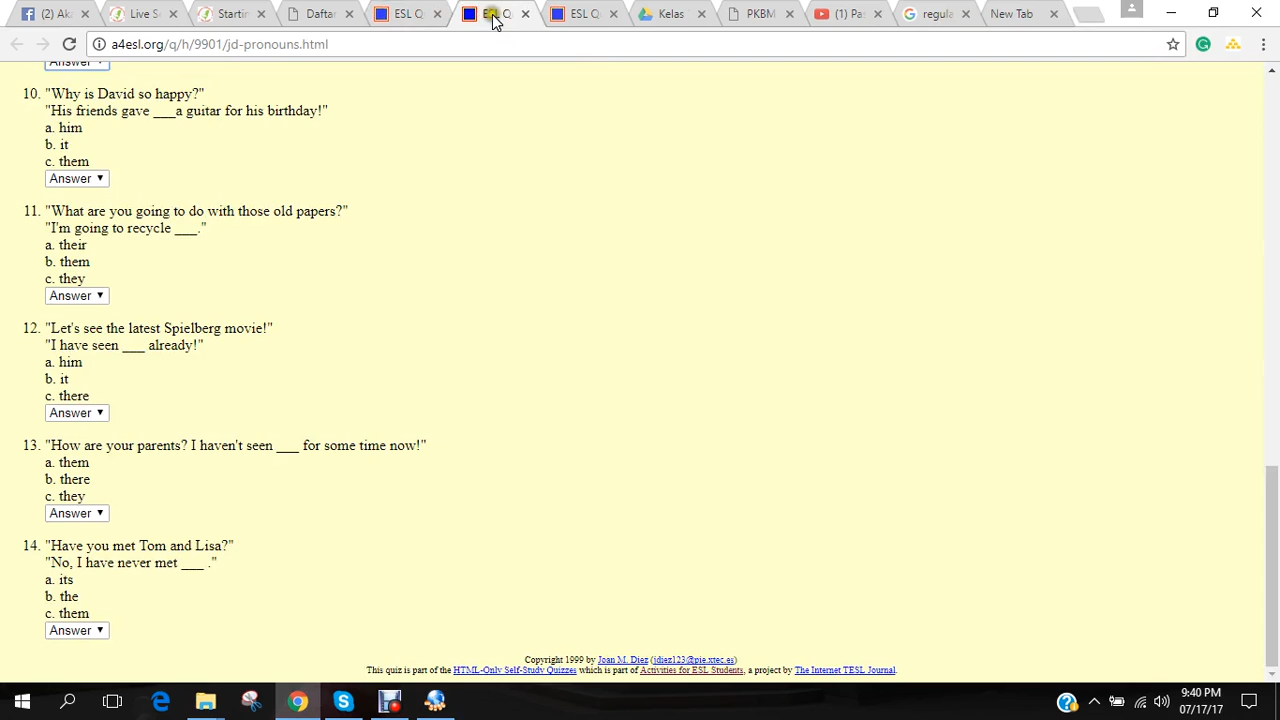 (2) Ak
Live S
Startin
Daftar
ESL Q
ESL Q
Kelas
PKBM
(1) Pa
regula
New Tab
a4esl.org/q/h/9901/jd-pronouns.html
Answer
10. "Why is David so happy?"
"His friends gave ___a guitar for his birthday!"
a. him
b. it
c. them
Answer
11. "What are you going to do with those old papers?"
"I'm going to recycle ___."
a. their
b. them
c. they
Answer
12. "Let's see the latest Spielberg movie!"
"I have seen ___ already!"
a. him
b. it
c. there
Answer
13. "How are your parents? I haven't seen ___ for some time now!"
a. them
b. there
c. they
Answer
14. "Have you met Tom and Lisa?"
"No, I have never met ___ ."
a. its
b. the
c. them
Answer
Copyright 1999 by Joan M. Diez (jdiez123@pie.xtec.es)
This quiz is part of the HTML-Only Self-Study Quizzes which is part of Activities for ESL Students, a project by The Internet TESL Journal.
9:40 PM
07/17/17